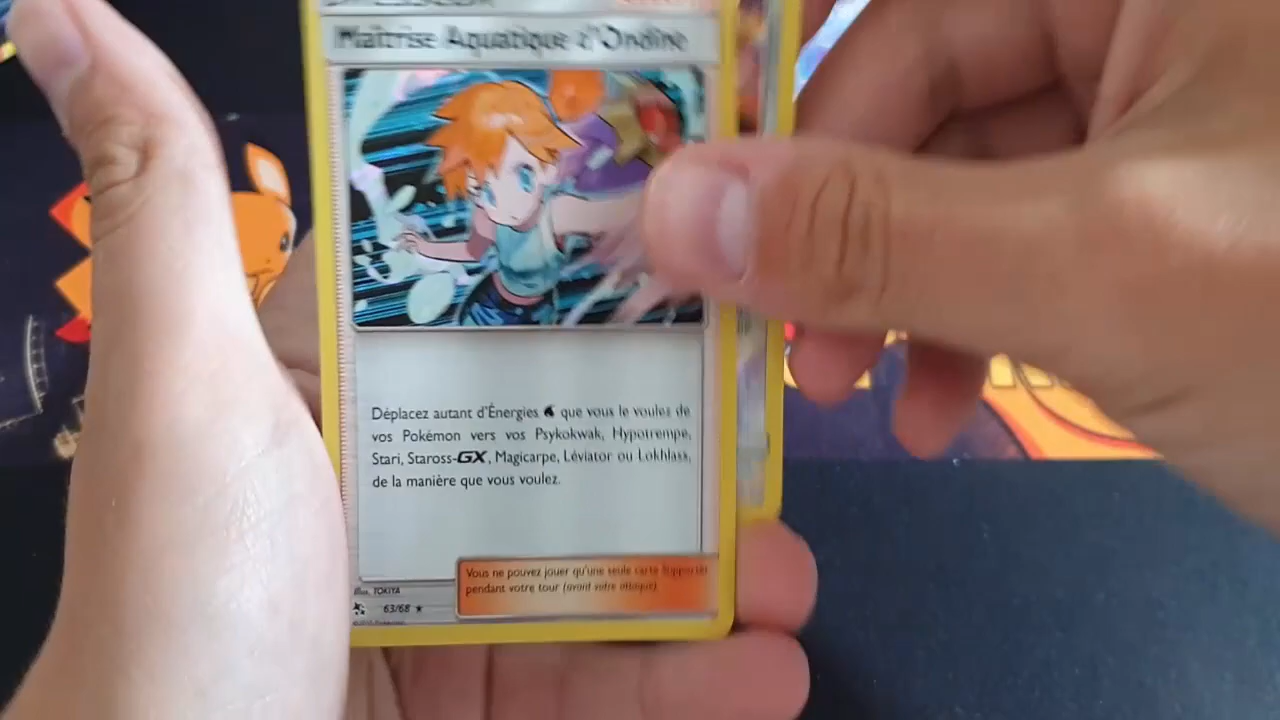 Maîtrise Aquatique d'Ondine
Déplacez autant d'Énergies que vous le voulez de
vos Pokémon vers vos Psykokwak, Hypotrempe,
Stari, Staross-GX, Magicarpe, Léviator ou Lokhlass,
de la manière que vous voulez.
Vous ne pouvez jouer qu'une seule carte Supporter
pendant votre tour (avant votre attaque).
Illus. TOKIYA
63/68